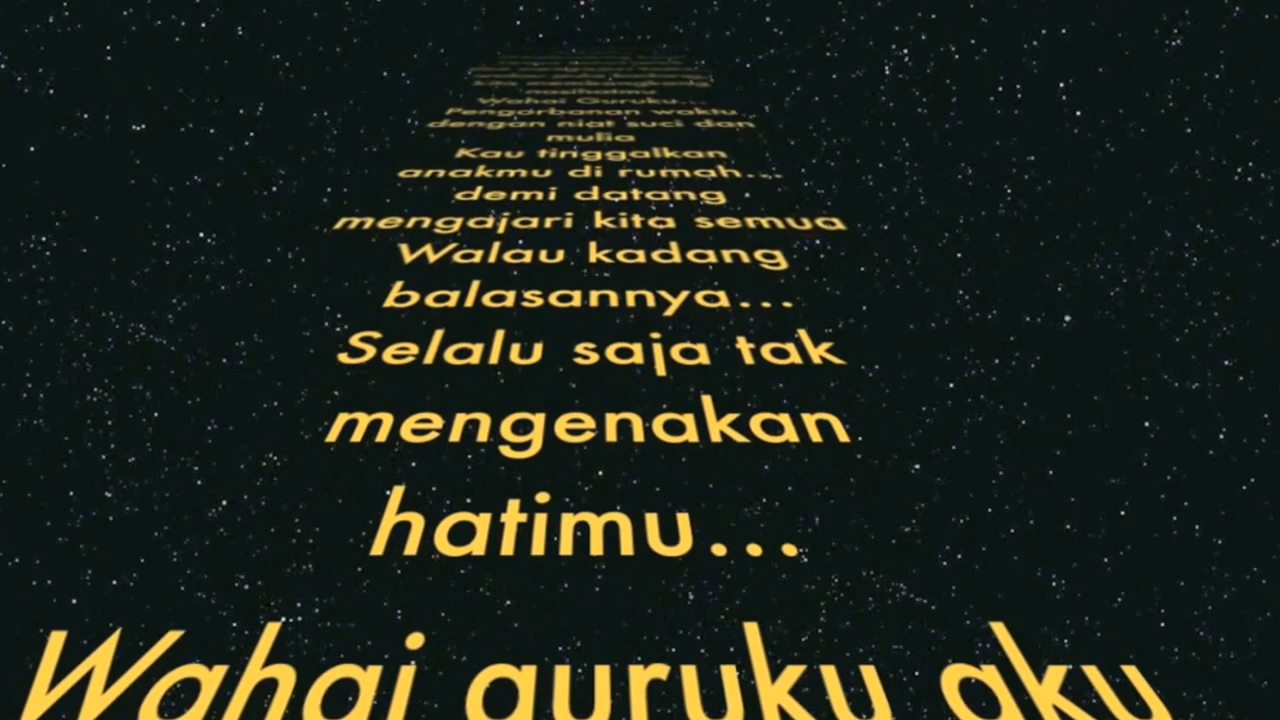 nasihatmu
Wahai Guruku...
Pengorbanan waktu
dengan niat suci dan
mulia
Kau tinggalkan
anakmu di rumah...
demi datang
mengajari kita semua
Walau kadang
balasannya...
Selalu saja tak
mengenakan
hatimu...
Wahai guruku aku